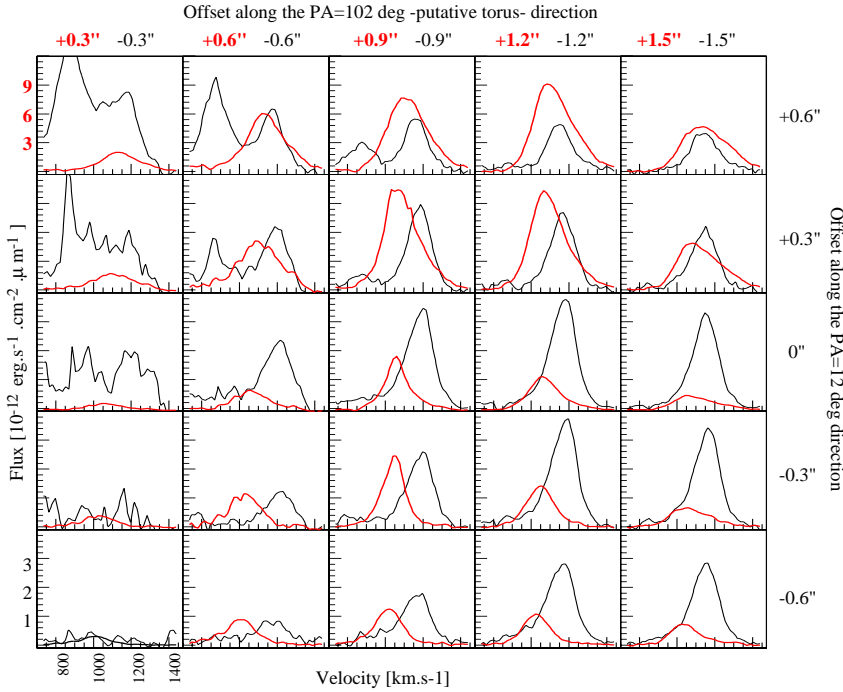 Offset along the PA=102 deg -putative torus- direction
+0.3" -0.3" +0.6" -0.6" +0.9" -0.9" +1.2" -1.2" +1.5" -1.5"
9
6
3
+0.6"
+0.3"
0"
-0.3"
-0.6"
Offset along the PA=12 deg direction
Flux [10-12 erg.s-1 .cm-2 μ m-1 ]
3
2
1
800 1000 1200 1400
Velocity [km.s-1]